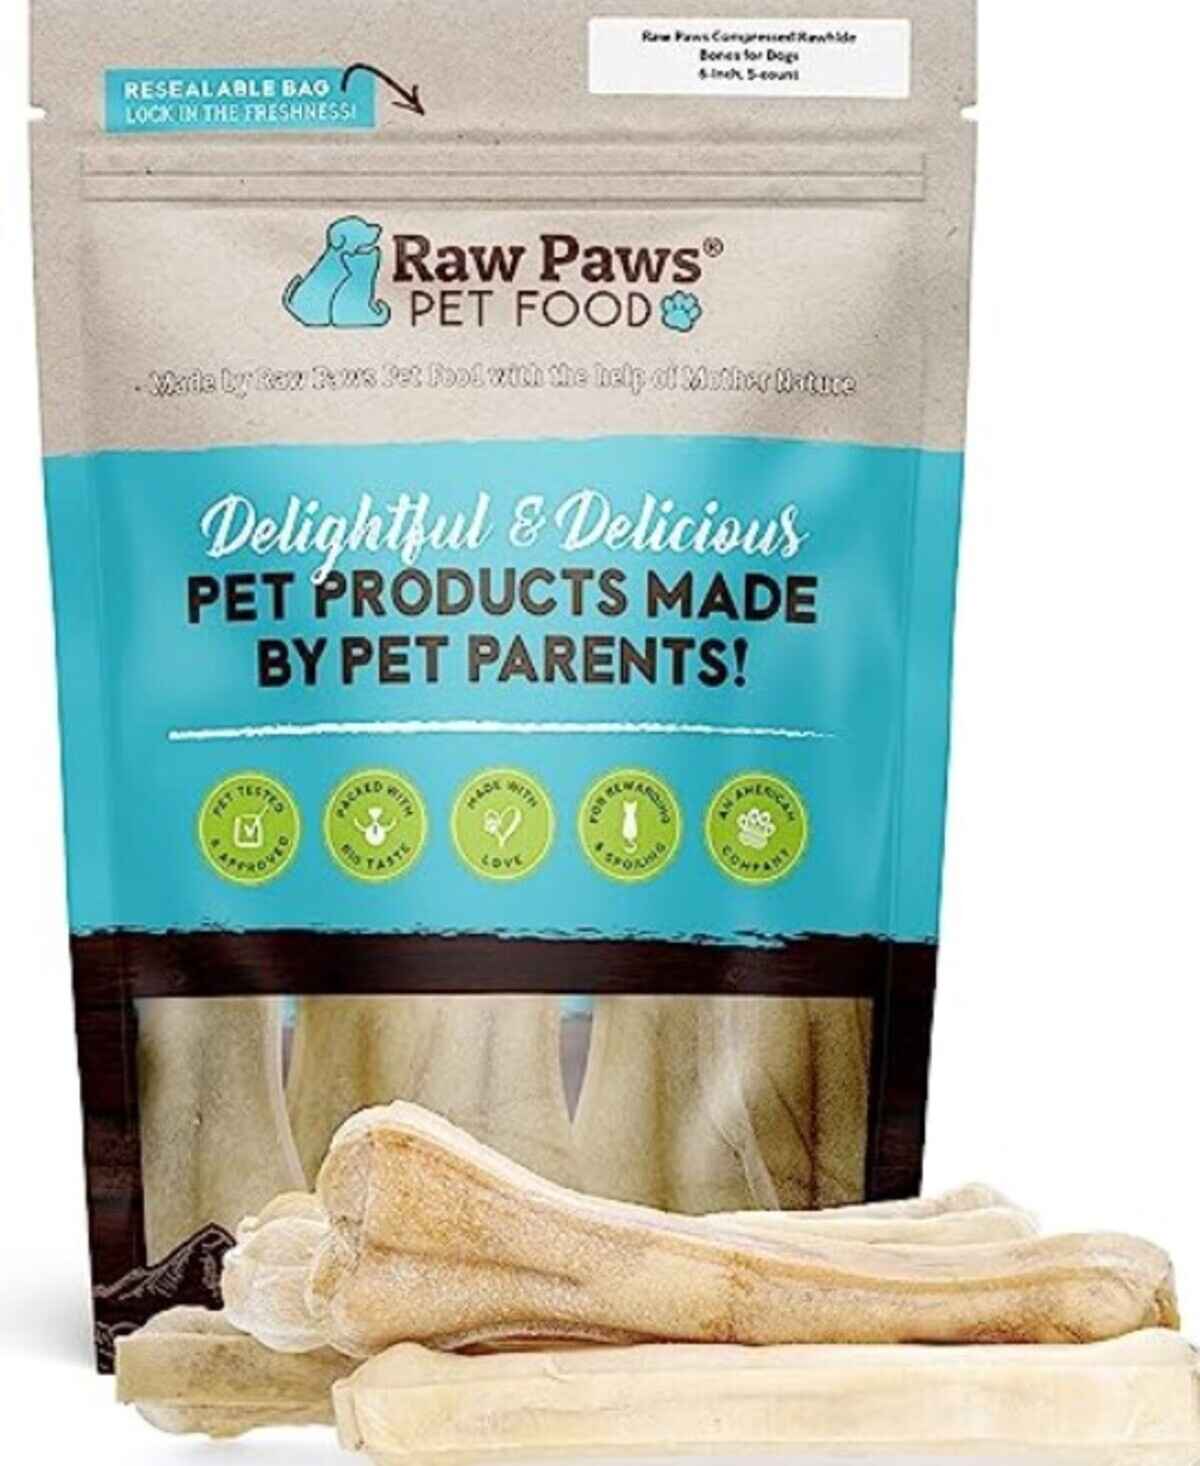 Raw Paws Compressed Rawhide
Bones for Dogs
6-inch, 5-count
RESEALABLE BAG
LOCK IN THE FRESHNESS!
Raw Paws®
PET FOOD
Made by Raw Paws Pet Food with the help of Mother Nature
Delightful & Delicious
PET PRODUCTS MADE
BY PET PARENTS!
PET TESTED
& APPROVED
PACKED WITH
BIG TASTE
MADE WITH
LOVE
FOR REWARDING
& SPOILING
AN AMERICAN
COMPANY